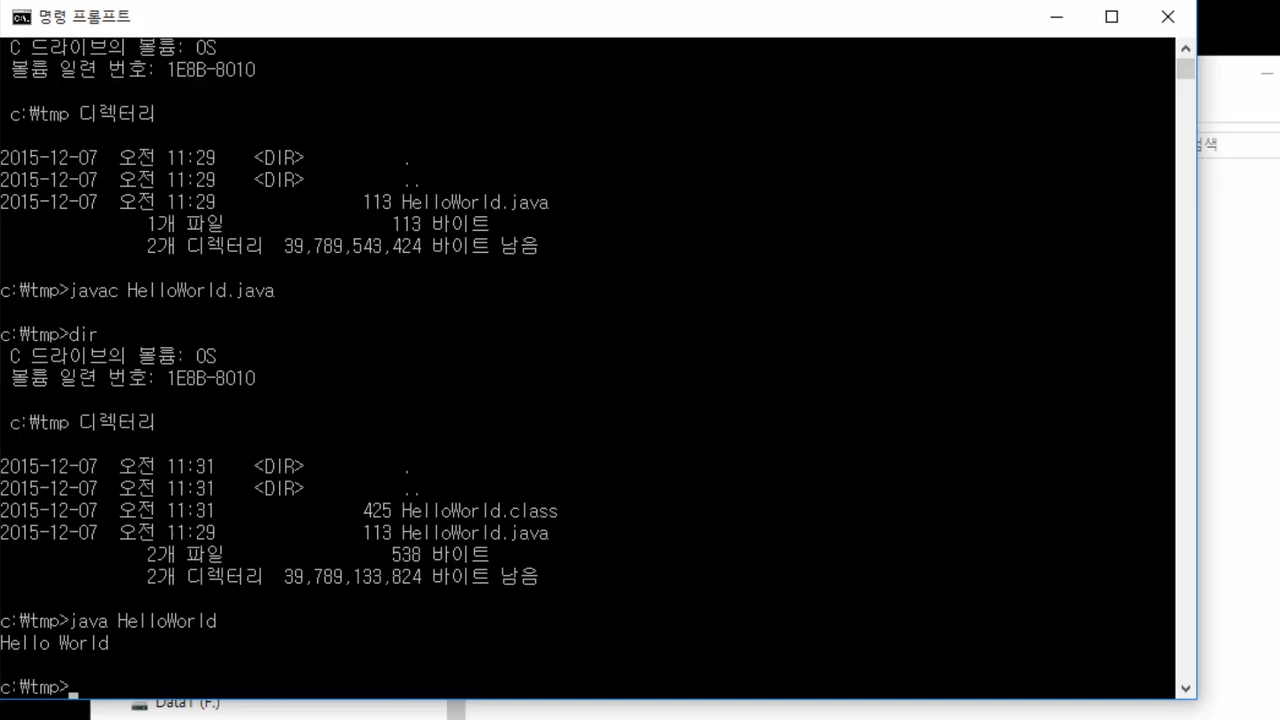 명령 프롬프트
C 드라이브의 볼륨: OS
볼륨 일련 번호: 1E8B-8010
c:₩tmp 디렉터리
2015-12-07 오전 11:29 <DIR> .
2015-12-07 오전 11:29 <DIR> ..
2015-12-07 오전 11:29 113 HelloWorld.java
1개 파일 113 바이트
2개 디렉터리 39,789,543,424 바이트 남음
c:₩tmp>javac HelloWorld.java
c:₩tmp>dir
C 드라이브의 볼륨: OS
볼륨 일련 번호: 1E8B-8010
c:₩tmp 디렉터리
2015-12-07 오전 11:31 <DIR> .
2015-12-07 오전 11:31 <DIR> ..
2015-12-07 오전 11:31 425 HelloWorld.class
2015-12-07 오전 11:29 113 HelloWorld.java
2개 파일 538 바이트
2개 디렉터리 39,789,133,824 바이트 남음
c:₩tmp>java HelloWorld
Hello World
c:₩tmp>
Data1 (F:)